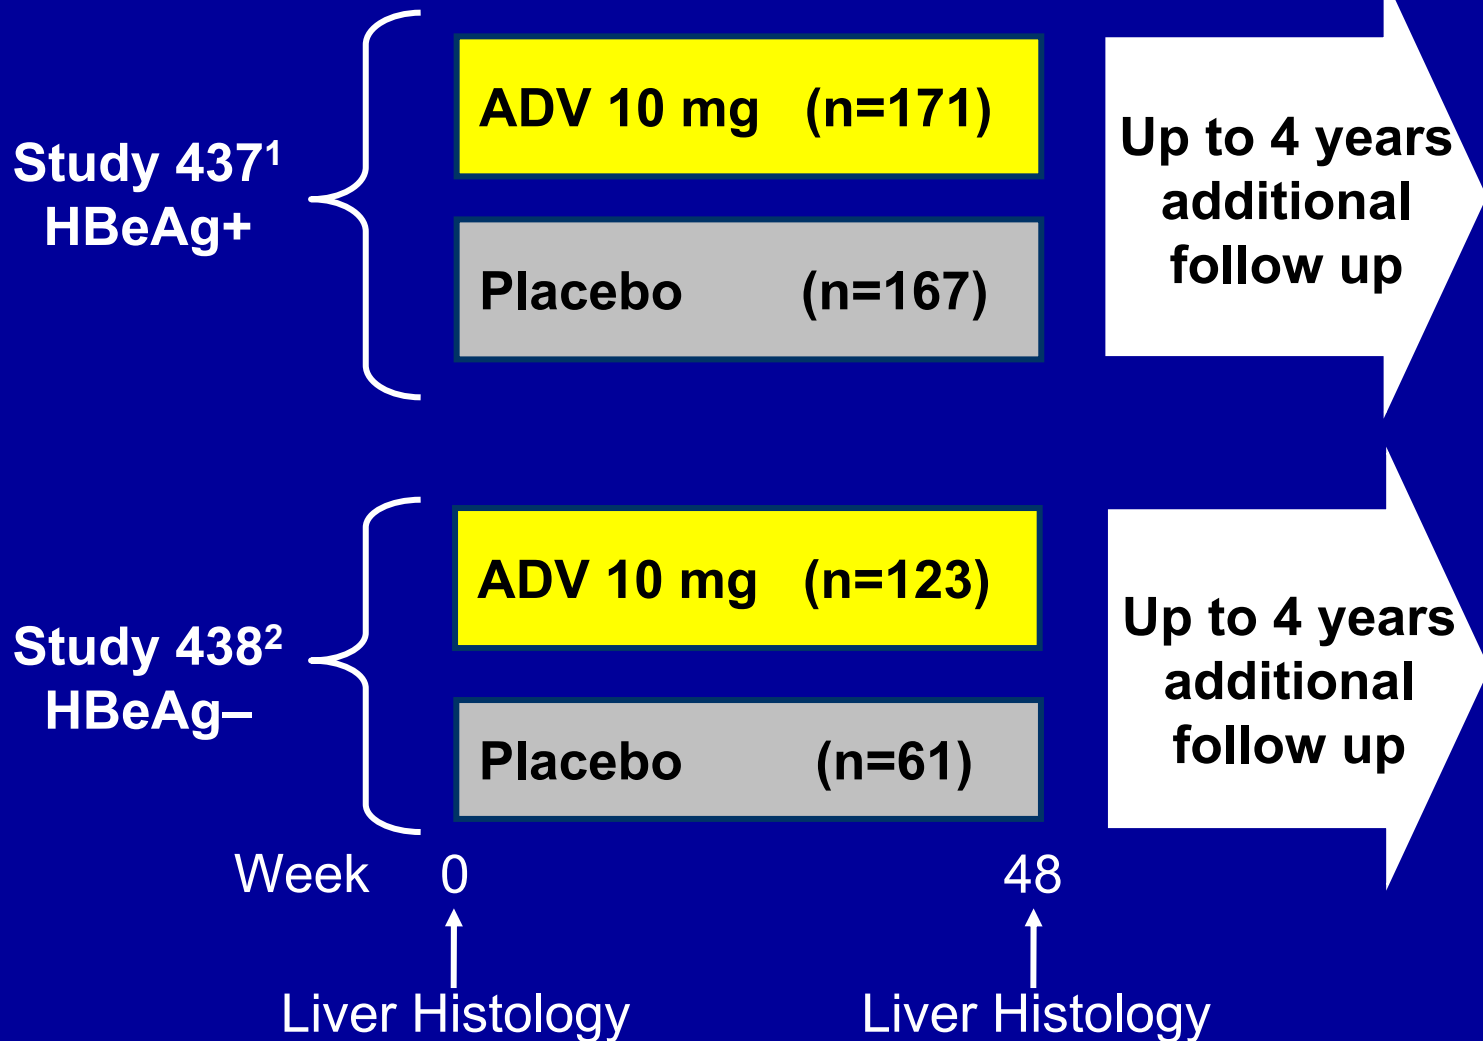 Study 437¹
HBeAg+
ADV 10 mg (n=171)
Placebo (n=167)
Up to 4 years
additional
follow up
Study 438²
HBeAg–
ADV 10 mg (n=123)
Placebo (n=61)
Up to 4 years
additional
follow up
Week 0 48
Liver Histology Liver Histology